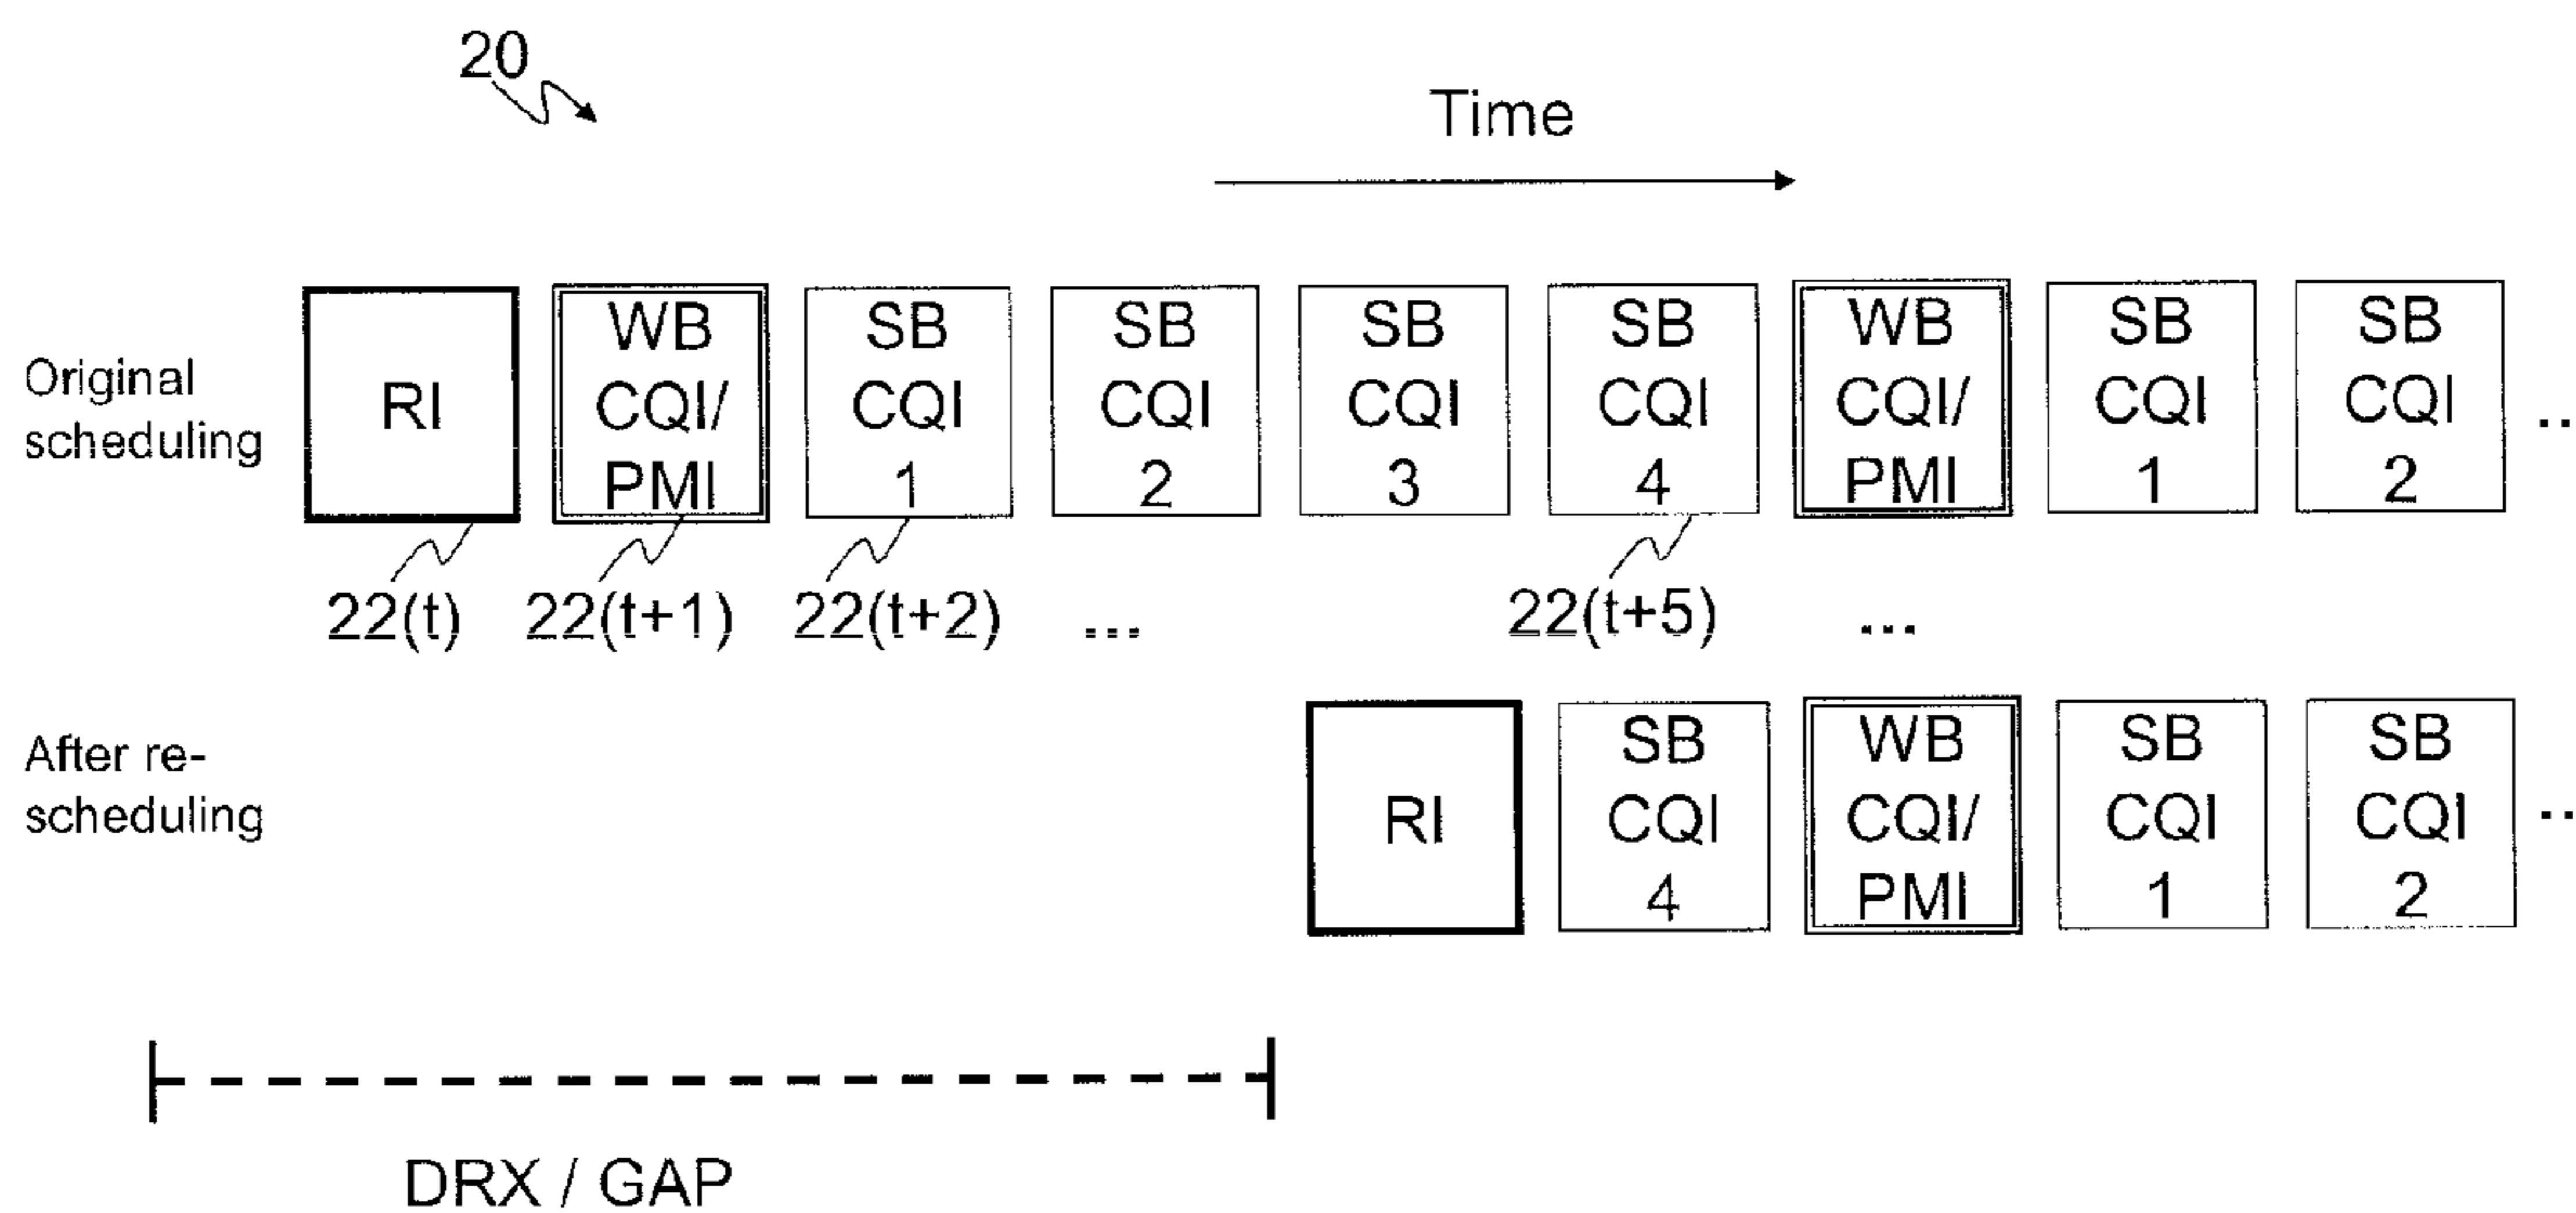 20
Time
Original
scheduling
RI
WB
CQI/
PMI
SB
CQI
1
SB
CQI
2
SB
CQI
3
SB
CQI
4
WB
CQI/
PMI
SB
CQI
1
SB
CQI
2
..
22(t)
22(t+1)
22(t+2)
...
22(t+5)
...
After re-
scheduling
RI
SB
CQI
4
WB
CQI/
PMI
SB
CQI
1
SB
CQI
2
..
DRX / GAP